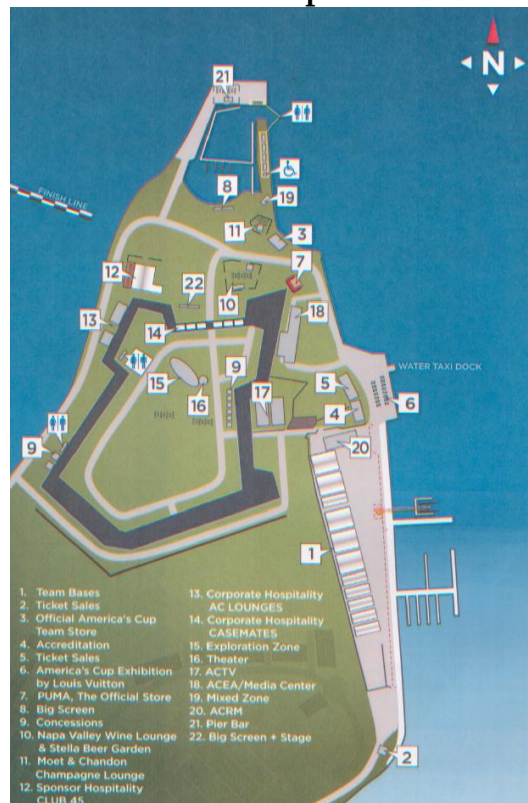 N
21
FINISH LINE
8
19
11
3
7
12
10
22
13
18
14
WATER TAXI DOCK
15
9
5
16
17
4
6
20
9
1
2
1. Team Bases
2. Ticket Sales
3. Official America's Cup
Team Store
4. Accreditation
5. Ticket Sales
6. America's Cup Exhibition
by Louis Vuitton
7. PUMA, The Official Store
8. Big Screen
9. Concessions
10. Napa Valley Wine Lounge
& Stella Beer Garden
11. Moet & Chandon
Champagne Lounge
12. Sponsor Hospitality
CLUB 45
13. Corporate Hospitality
AC LOUNGES
14. Corporate Hospitality
CASEMATES
15. Exploration Zone
16. Theater
17. ACTV
18. ACEA/Media Center
19. Mixed Zone
20. ACRM
21. Pier Bar
22. Big Screen + Stage